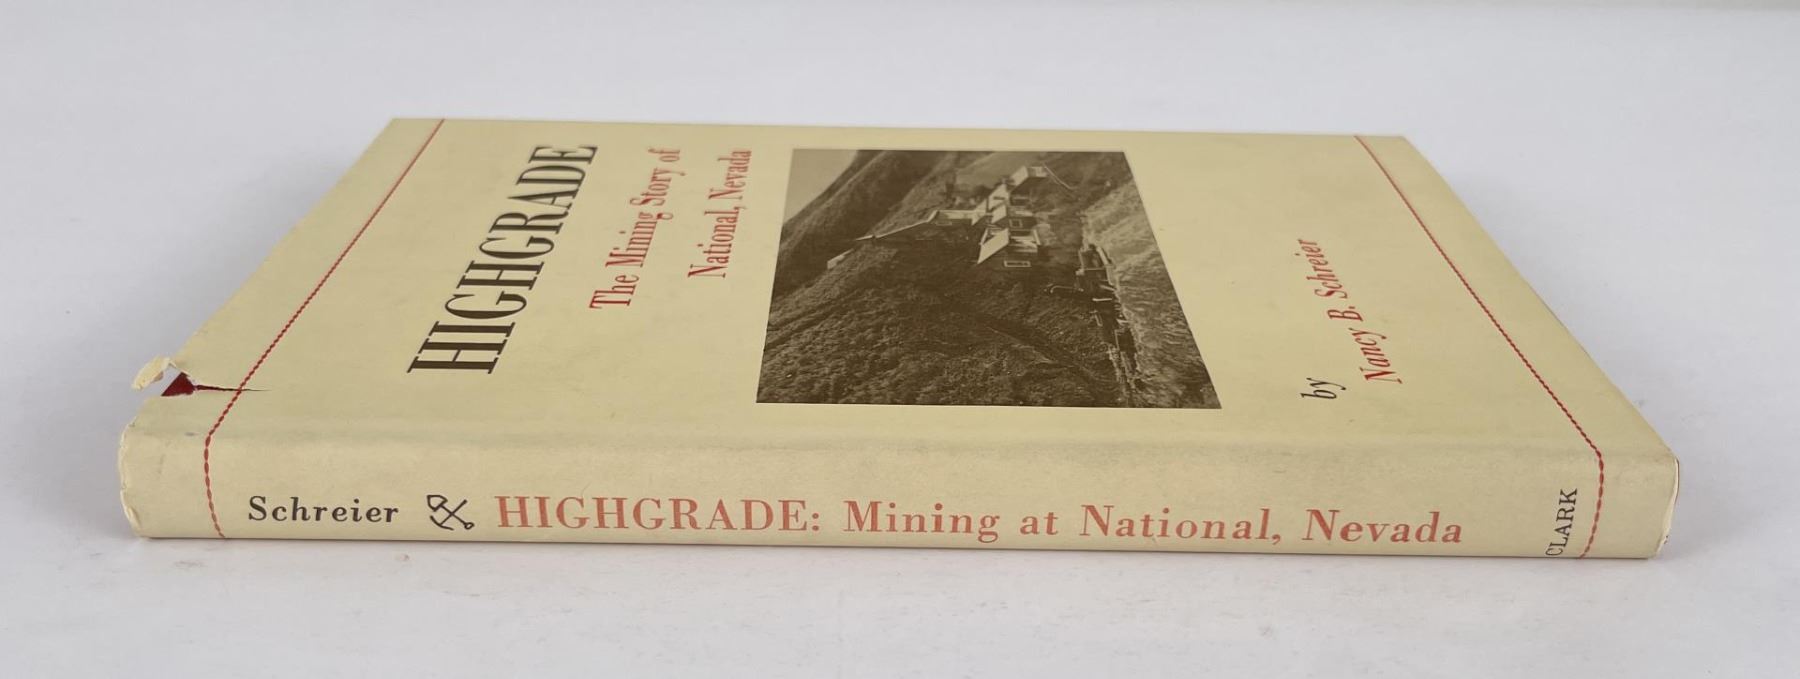 HIGHGRADE
The Mining Story of
National, Nevada
by
Nancy B. Schreier
Schreier HIGHGRADE: Mining at National, Nevada
CLARK